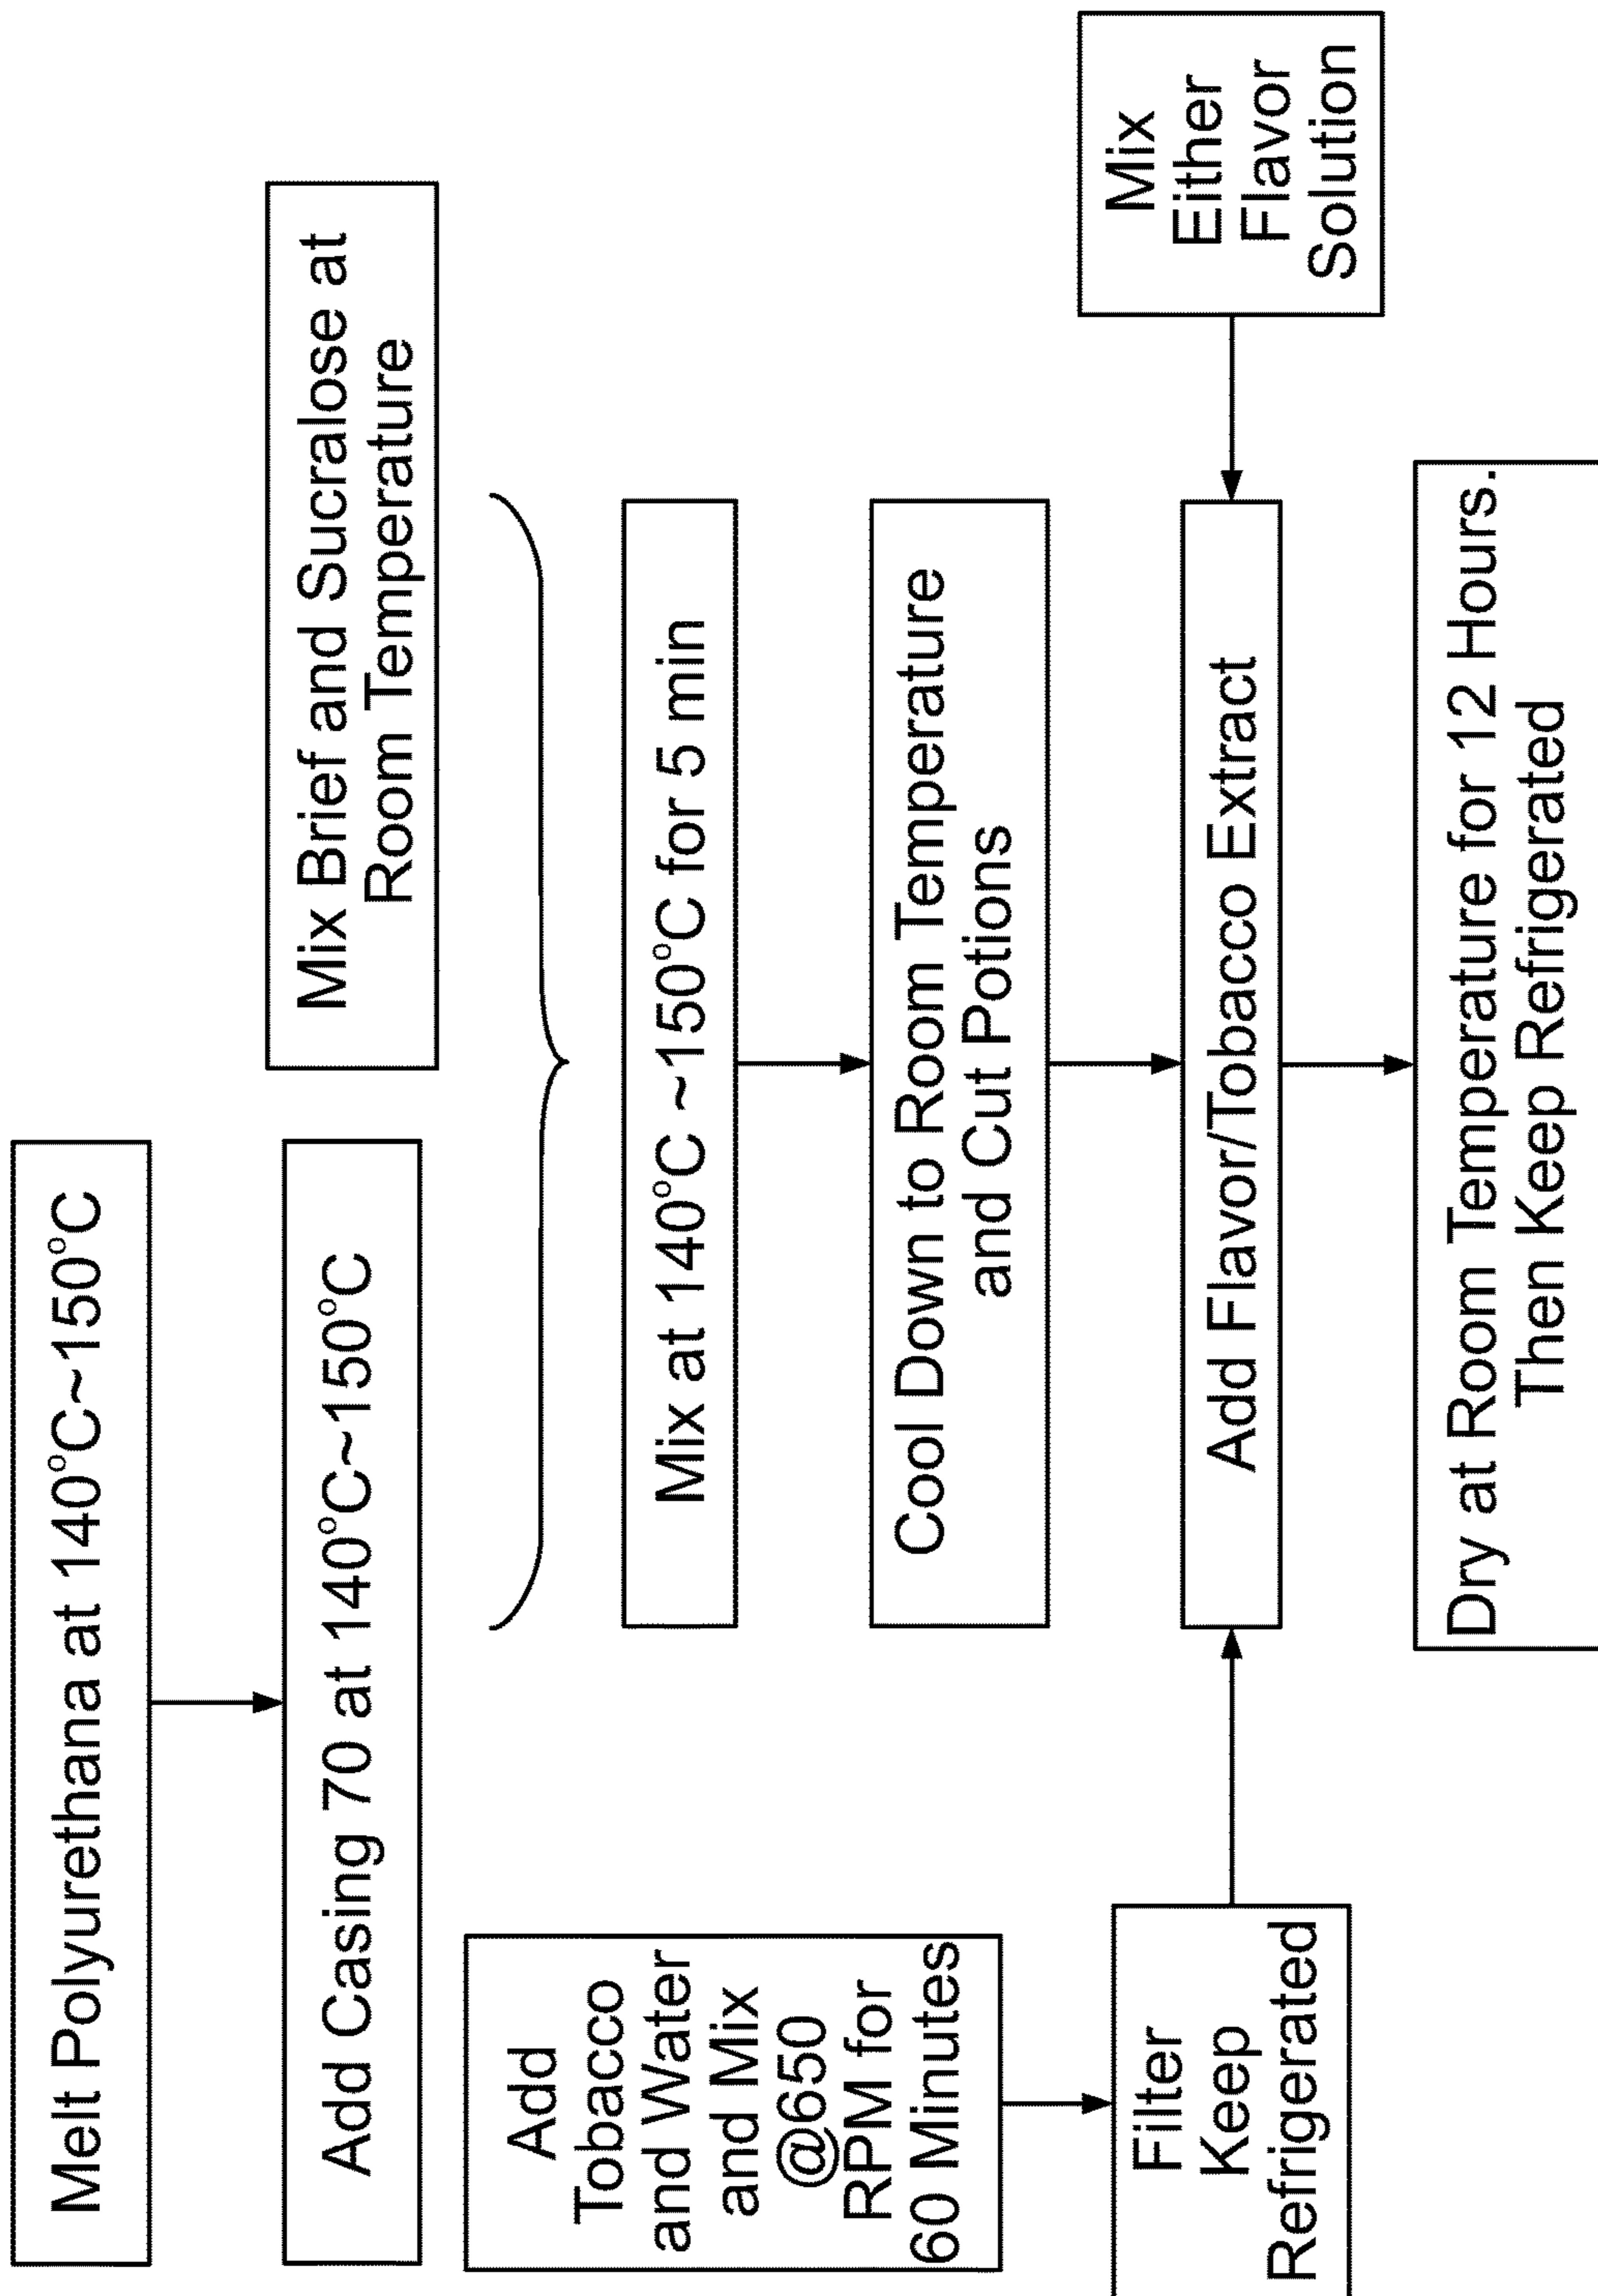 Melt Polyurethana at 140°C~150°C
Add Casing 70 at 140°C~150°C
Mix Brief and Sucralose at
Room Temperature
Mix at 140°C ~150°C for 5 min
Cool Down to Room Temperature
and Cut Potions
Add
Tobacco
and Water
and Mix
@650
RPM for
60 Minutes
Filter
Keep
Refrigerated
Add Flavor/Tobacco Extract
Mix
Either
Flavor
Solution
Dry at Room Temperature for 12 Hours.
Then Keep Refrigerated